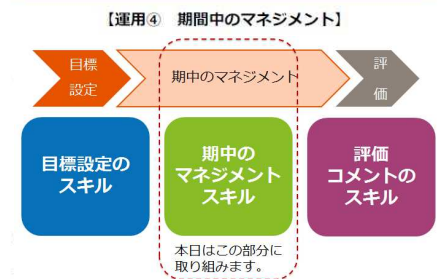 【運用④　期間中のマネジメント】
目標
設定
期中のマネジメント
評
価
目標設定の
スキル
期中の
マネジメント
スキル
評価
コメントの
スキル
本日はこの部分に
取り組みます。